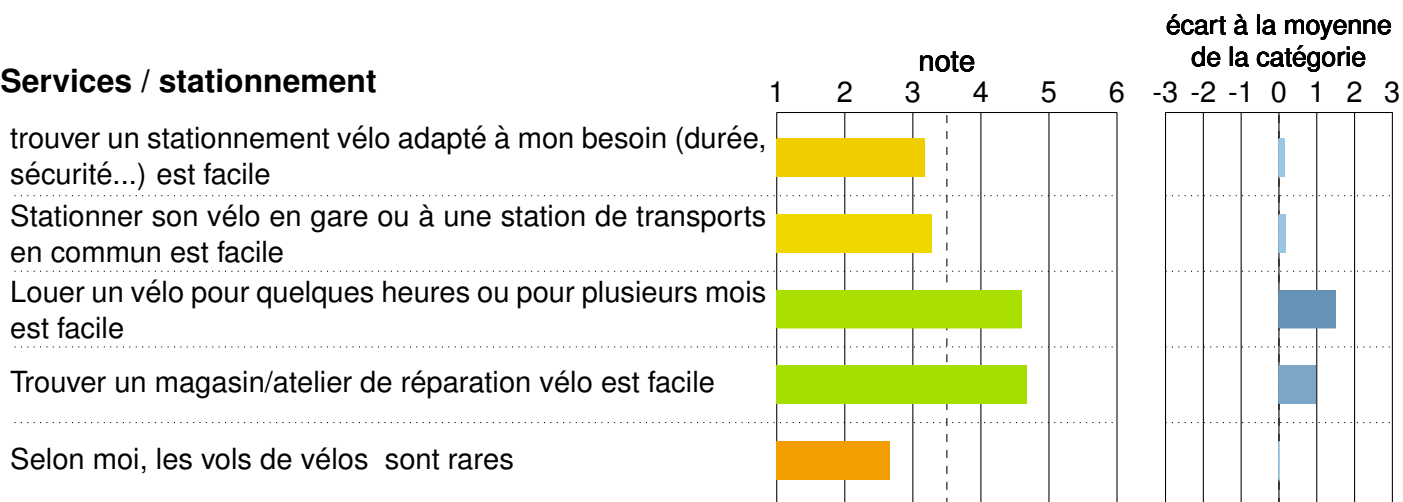 écart à la moyenne
note de la catégorie
Services / stationnement
1 2 3 4 5 6 -3 -2 -1 0 1 2 3
trouver un stationnement vélo adapté à mon besoin (durée,
sécurité...) est facile
Stationner son vélo en gare ou à une station de transports
en commun est facile
Louer un vélo pour quelques heures ou pour plusieurs mois
est facile
Trouver un magasin/atelier de réparation vélo est facile
Selon moi, les vols de vélos sont rares